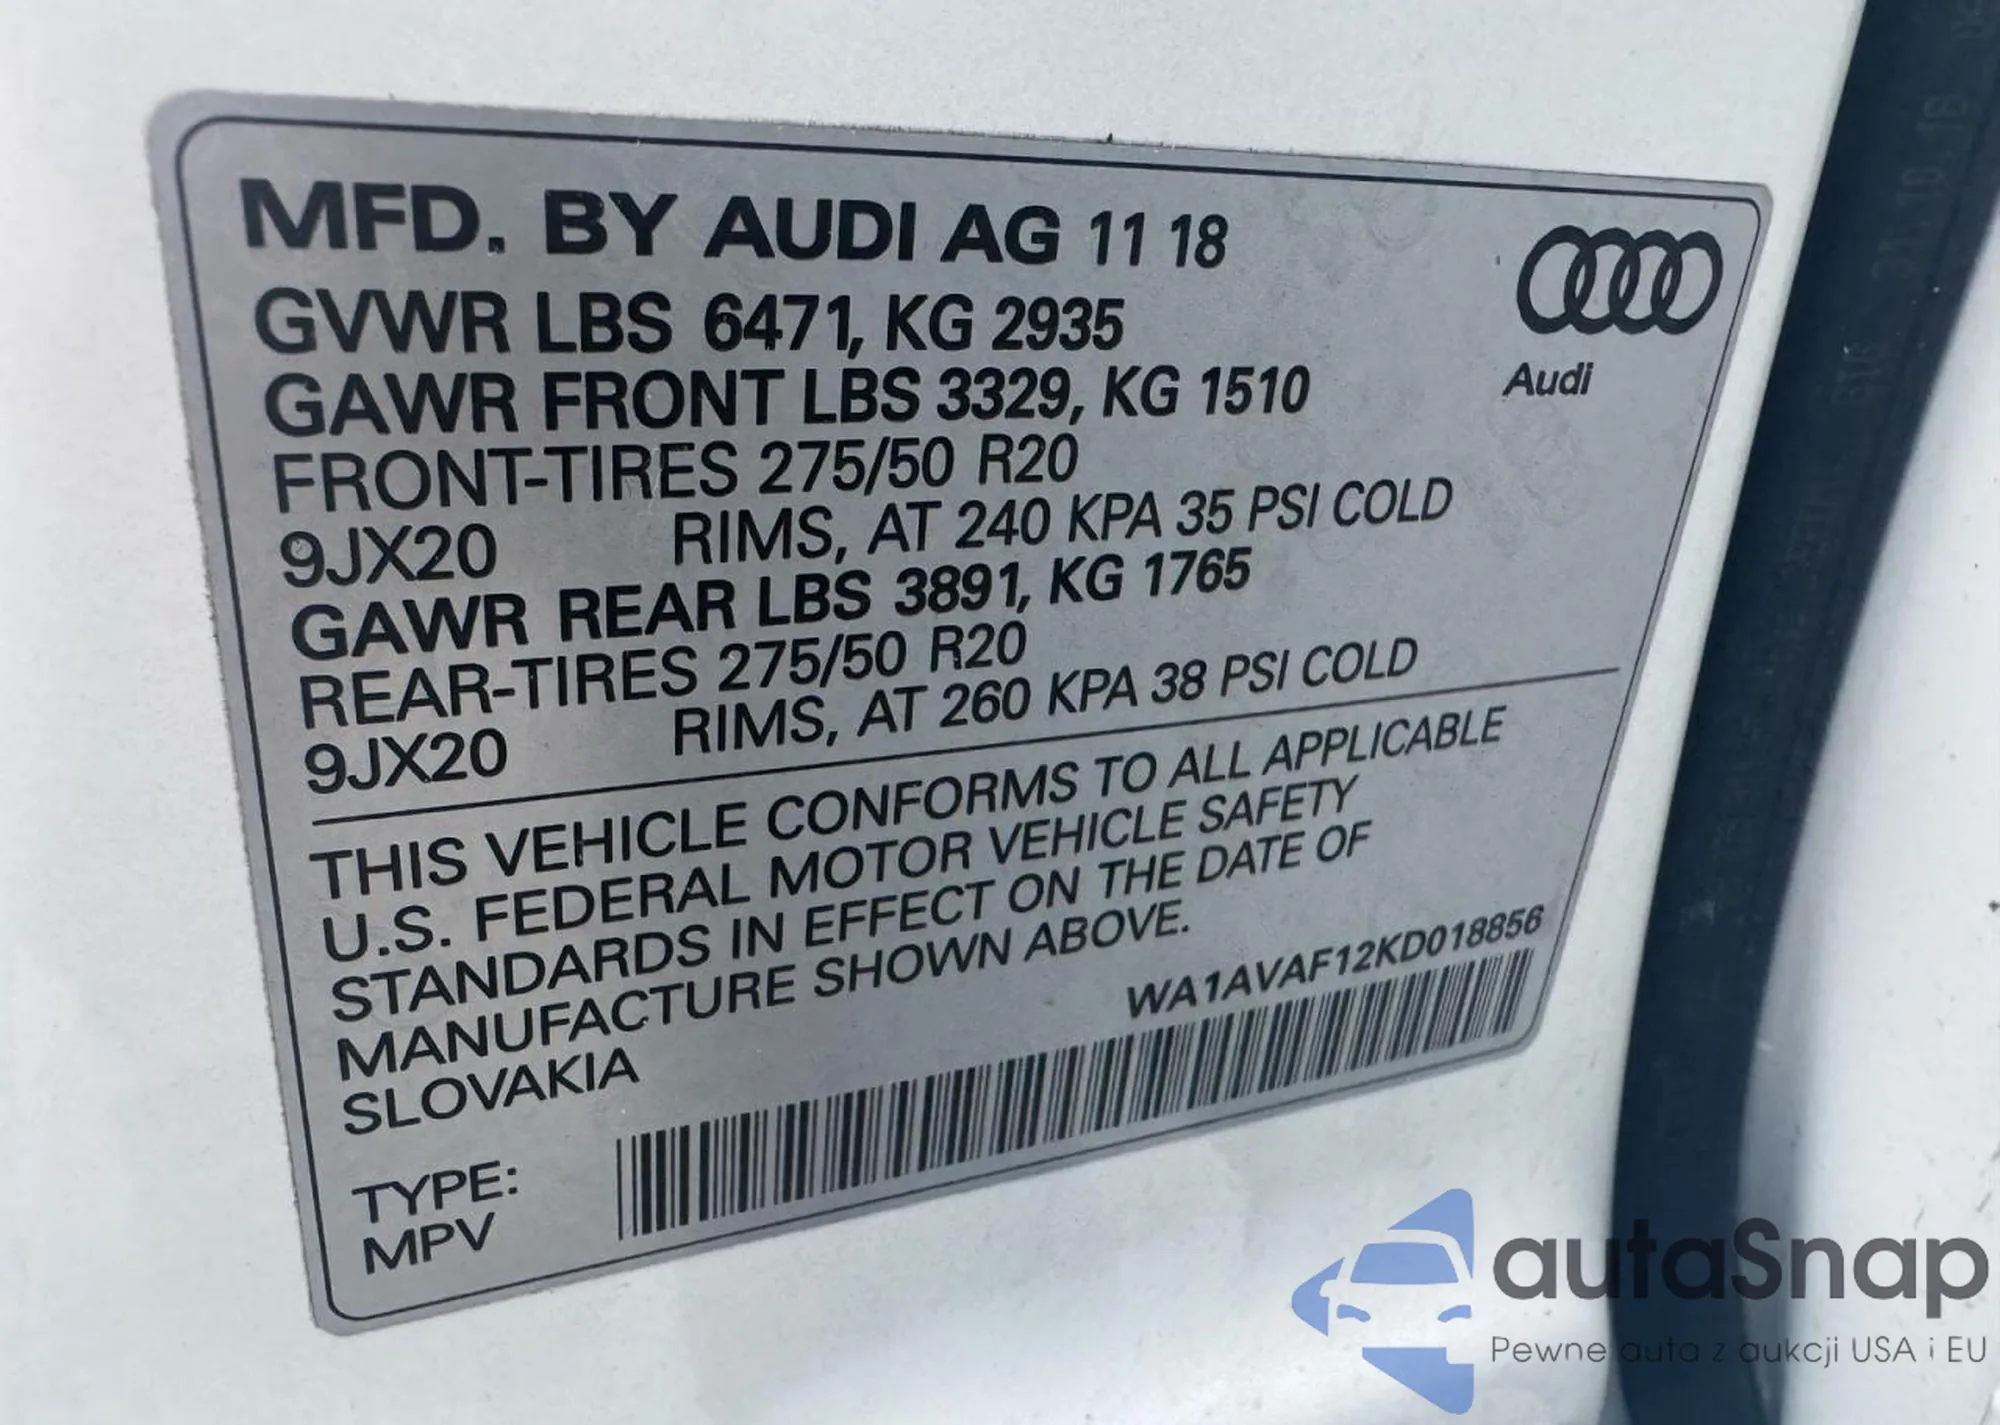 MFD. BY AUDI AG 11 18
GVWR LBS 6471, KG 2935
GAWR FRONT LBS 3329, KG 1510
FRONT-TIRES 275/50 R20
9JX20 RIMS, AT 240 KPA 35 PSI COLD
GAWR REAR LBS 3891, KG 1765
REAR-TIRES 275/50 R20
9JX20 RIMS, AT 260 KPA 38 PSI COLD
Audi
THIS VEHICLE CONFORMS TO ALL APPLICABLE
U.S. FEDERAL MOTOR VEHICLE SAFETY
STANDARDS IN EFFECT ON THE DATE OF
MANUFACTURE SHOWN ABOVE.
SLOVAKIA
WA1AVAF12KD018856
TYPE:
MPV
autaSnap
Pewne auta z aukcji USA i EU